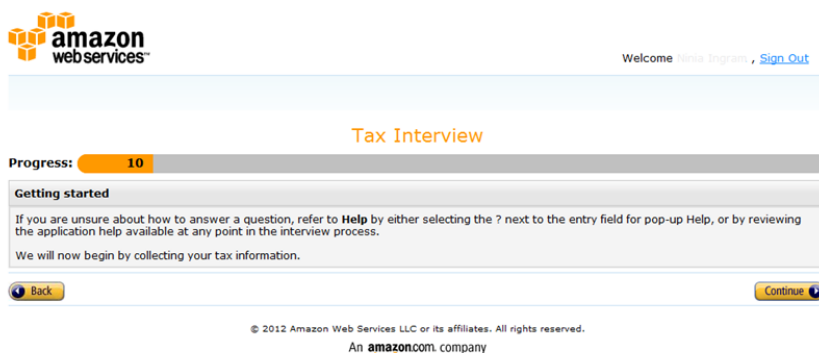 amazon
webservices™
Welcome Ninia Ingram , Sign Out
Tax Interview
Progress: 10
Getting started
If you are unsure about how to answer a question, refer to Help by either selecting the ? next to the entry field for pop-up Help, or by reviewing
the application help available at any point in the interview process.
We will now begin by collecting your tax information.
Back
Continue
© 2012 Amazon Web Services LLC or its affiliates. All rights reserved.
An amazon.com. company